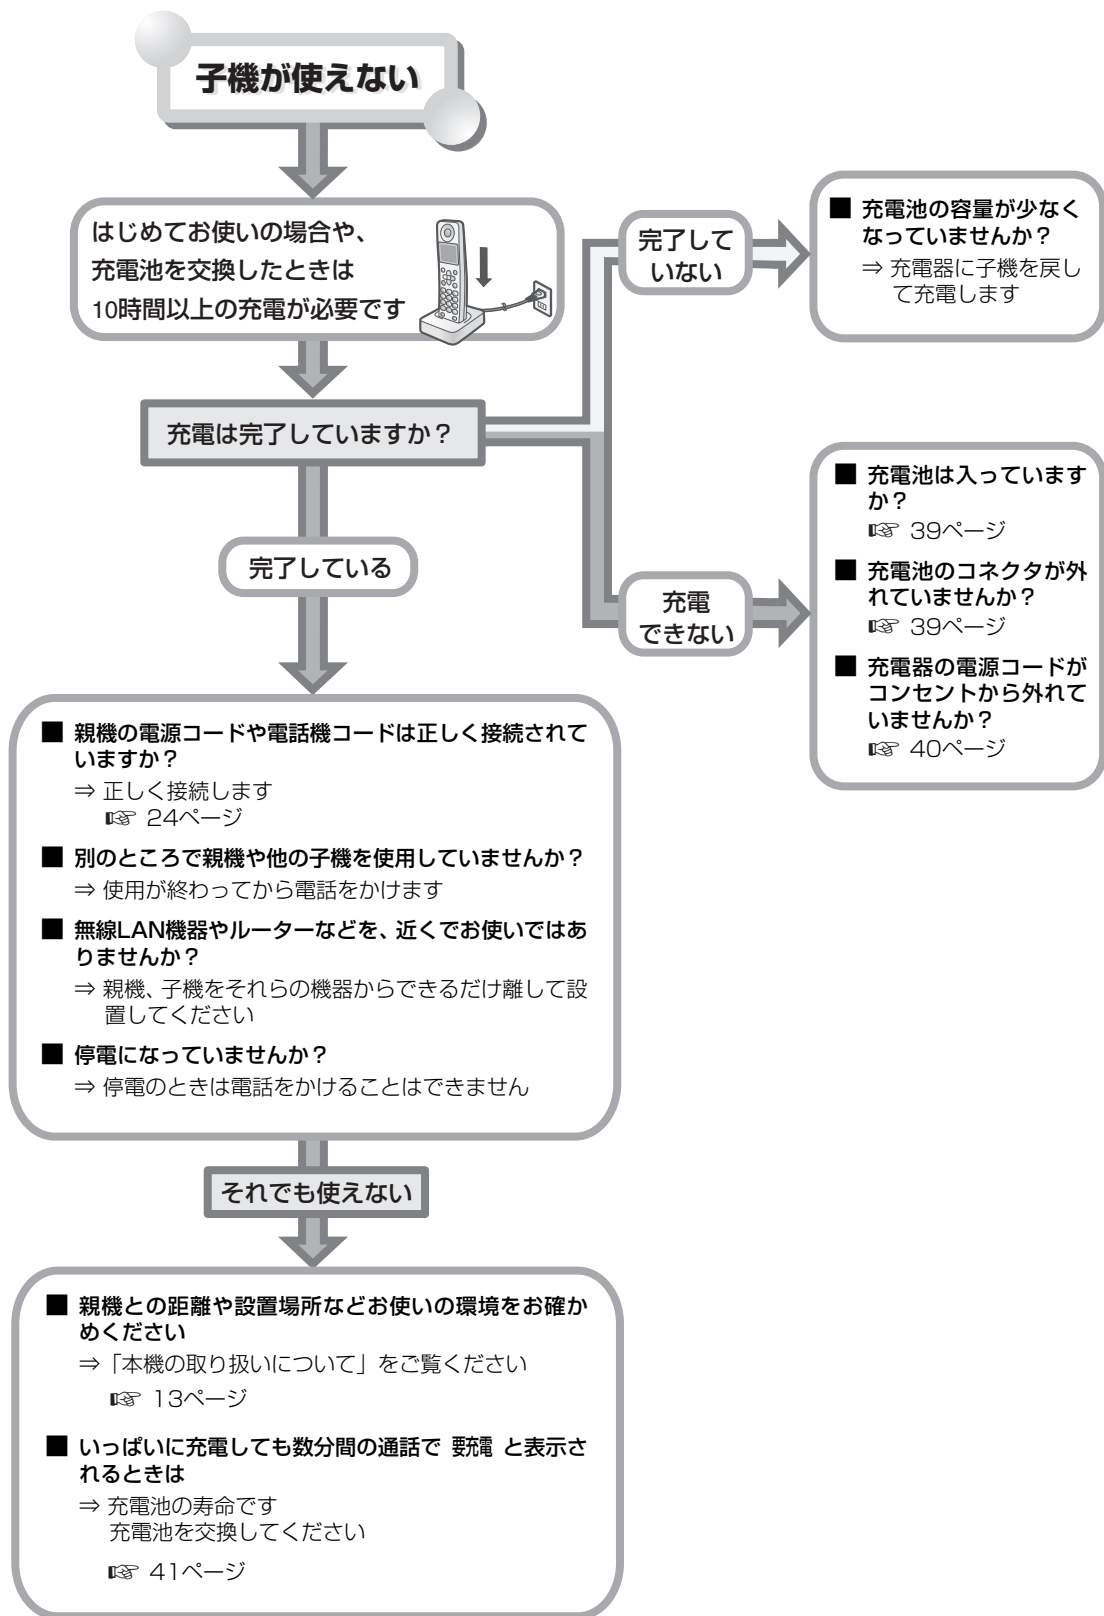 子機が使えない
はじめてお使いの場合や、
充電池を交換したときは
10時間以上の充電が必要です
充電は完了していますか？
完了して
いない
■ 充電池の容量が少なく
なっていませんか？
⇒ 充電器に子機を戻し
て充電します
充電
できない
■ 充電池は入っています
か？
☞ 39ページ
■ 充電池のコネクタが外
れていませんか？
☞ 39ページ
■ 充電器の電源コードが
コンセントから外れて
いませんか？
☞ 40ページ
完了している
■ 親機の電源コードや電話機コードは正しく接続されて
いますか？
⇒ 正しく接続します
☞ 24ページ
■ 別のところで親機や他の子機を使用していませんか？
⇒ 使用が終わってから電話をかけます
■ 無線LAN機器やルーターなどを、近くでお使いではあ
りませんか？
⇒ 親機、子機をそれらの機器からできるだけ離して設
置してください
■ 停電になっていませんか？
⇒ 停電のときは電話をかけることはできません
それでも使えない
■ 親機との距離や設置場所などお使いの環境をお確か
めください
⇒「本機の取り扱いについて」をご覧ください
☞ 13ページ
■ いっぱいに充電しても数分間の通話で 要充電 と表示さ
れるときは
⇒ 充電池の寿命です
充電池を交換してください
☞ 41ページ